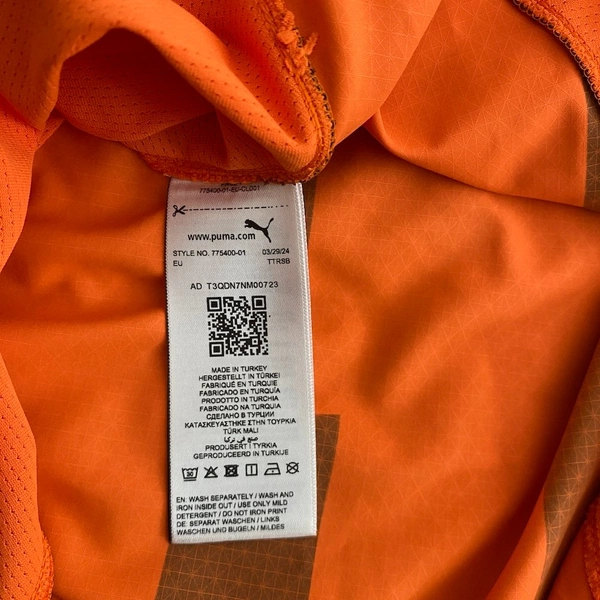 775400-01-EU-CL001
www.puma.com
STYLE NO. 775400-01 03/29/24
EU TTRSB
AD T3QDN7NM00723
MADE IN TURKEY
HERGESTELLT IN TÜRKEI
FABRIQUÉ EN TURQUIE
FABRICADO EN TURQUÍA
PRODOTTO IN TURCHIA
FABRICADO NA TURQUIA
СДЕЛАНО В ТУРЦИИ
ΚΑΤΑΣΚΕΥΑΣΤΗΚΕ ΣΤΗΝ ΤΟΥΡΚΙΑ
TÜRK MALI
صنع في تركيا
PRODUSERT I TYRKIA
GEPRODUCEERD IN TURKIJE
30
EN: WASH SEPARATELY / WASH AND
IRON INSIDE OUT / USE ONLY MILD
DETERGENT / DO NOT IRON PRINT
DE: SEPARAT WASCHEN / LINKS
WASCHEN UND BÜGELN / MILDES